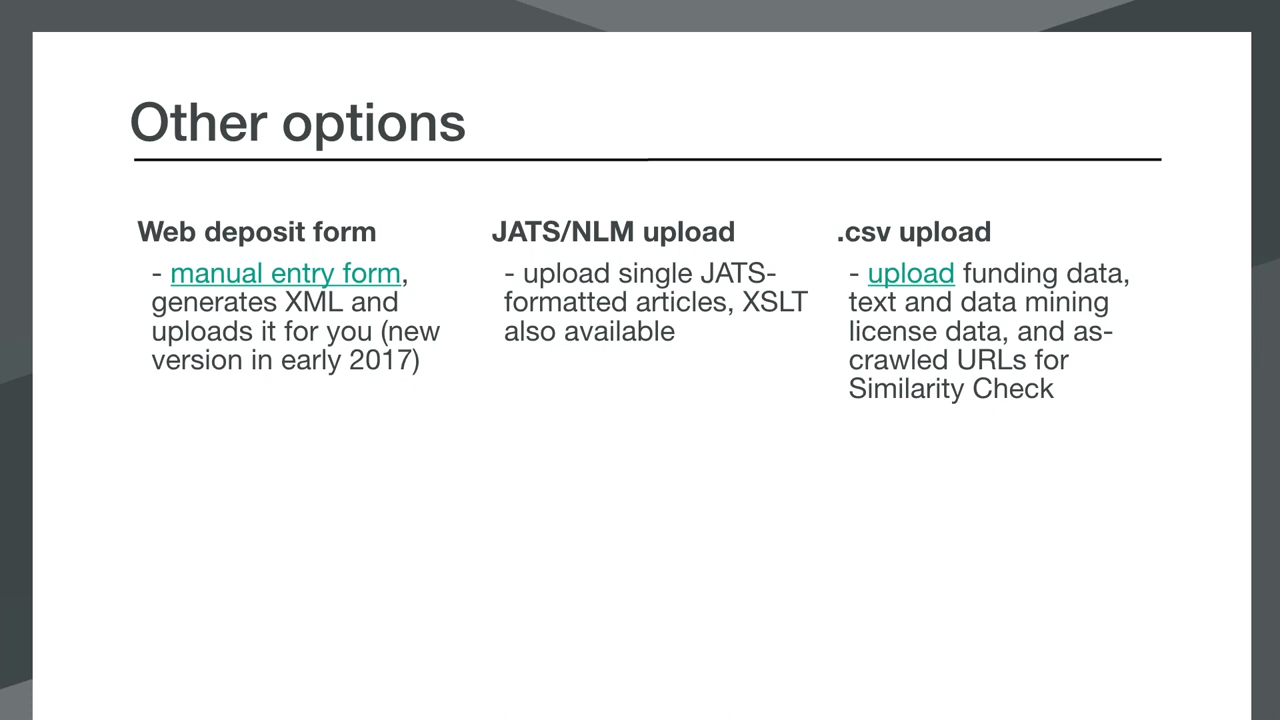 Other options
Web deposit form
- manual entry form,
generates XML and
uploads it for you (new
version in early 2017)
JATS/NLM upload
- upload single JATS-
formatted articles, XSLT
also available
.csv upload
- upload funding data,
text and data mining
license data, and as-
crawled URLs for
Similarity Check